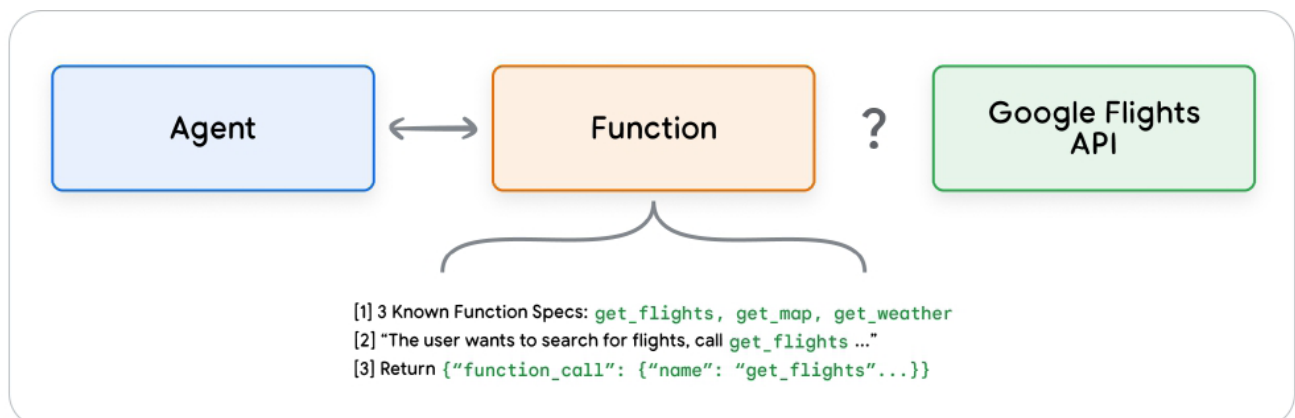 Agent
Function
?
Google Flights
API
[1] 3 Known Function Specs: get_flights, get_map, get_weather
[2] “The user wants to search for flights, call get_flights ...”
[3] Return {“function_call”: {“name”: “get_flights”...}}